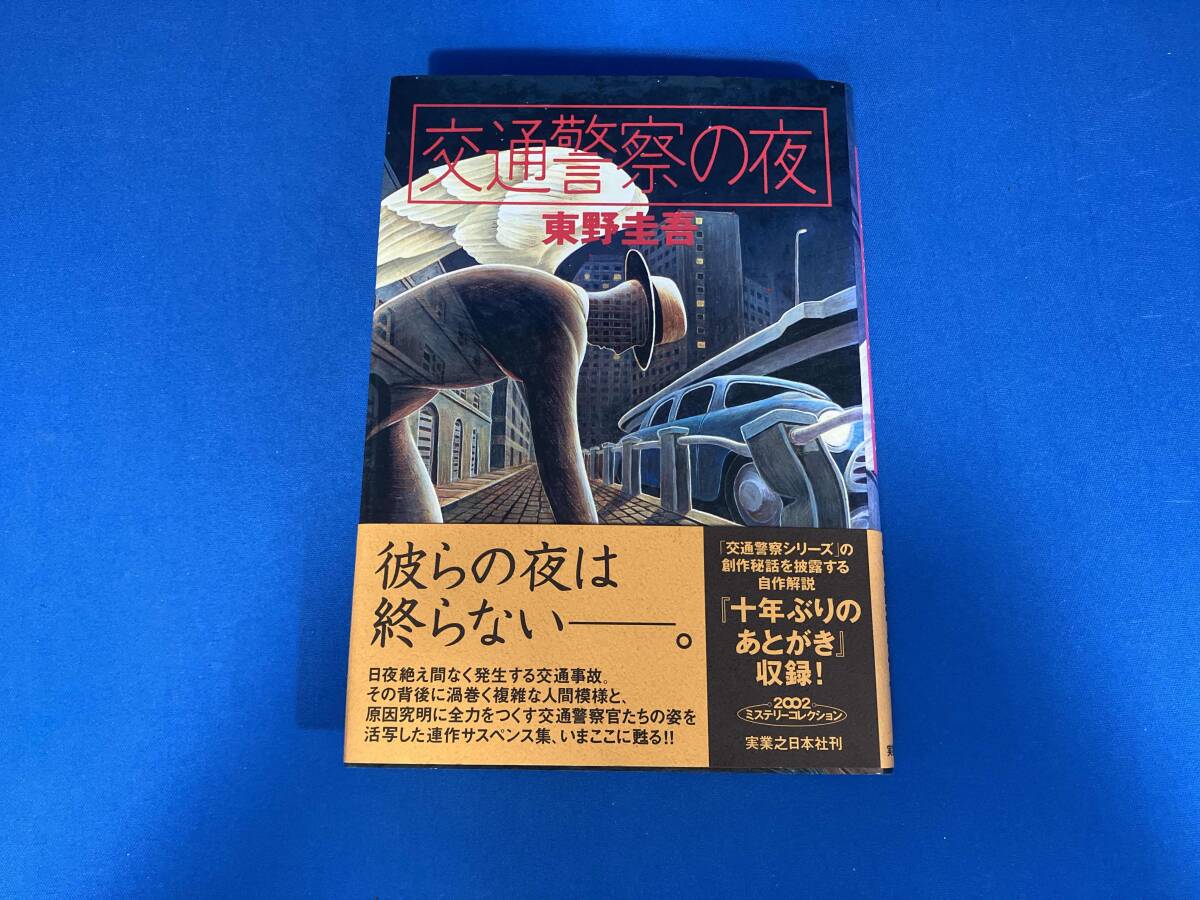 交通警察の夜
東野圭吾
彼らの夜は
終らない――。
日夜絶え間なく発生する交通事故。
その背後に渦巻く複雑な人間模様と、
原因究明に全力をつくす交通警察官たちの姿を
活写した連作サスペンス集、いまここに甦る!!
「交通警察シリーズ」の
創作秘話を披露する
自作解説
『十年ぶりの
あとがき』
収録!
2002
ミステリーコレクション
実業之日本社刊